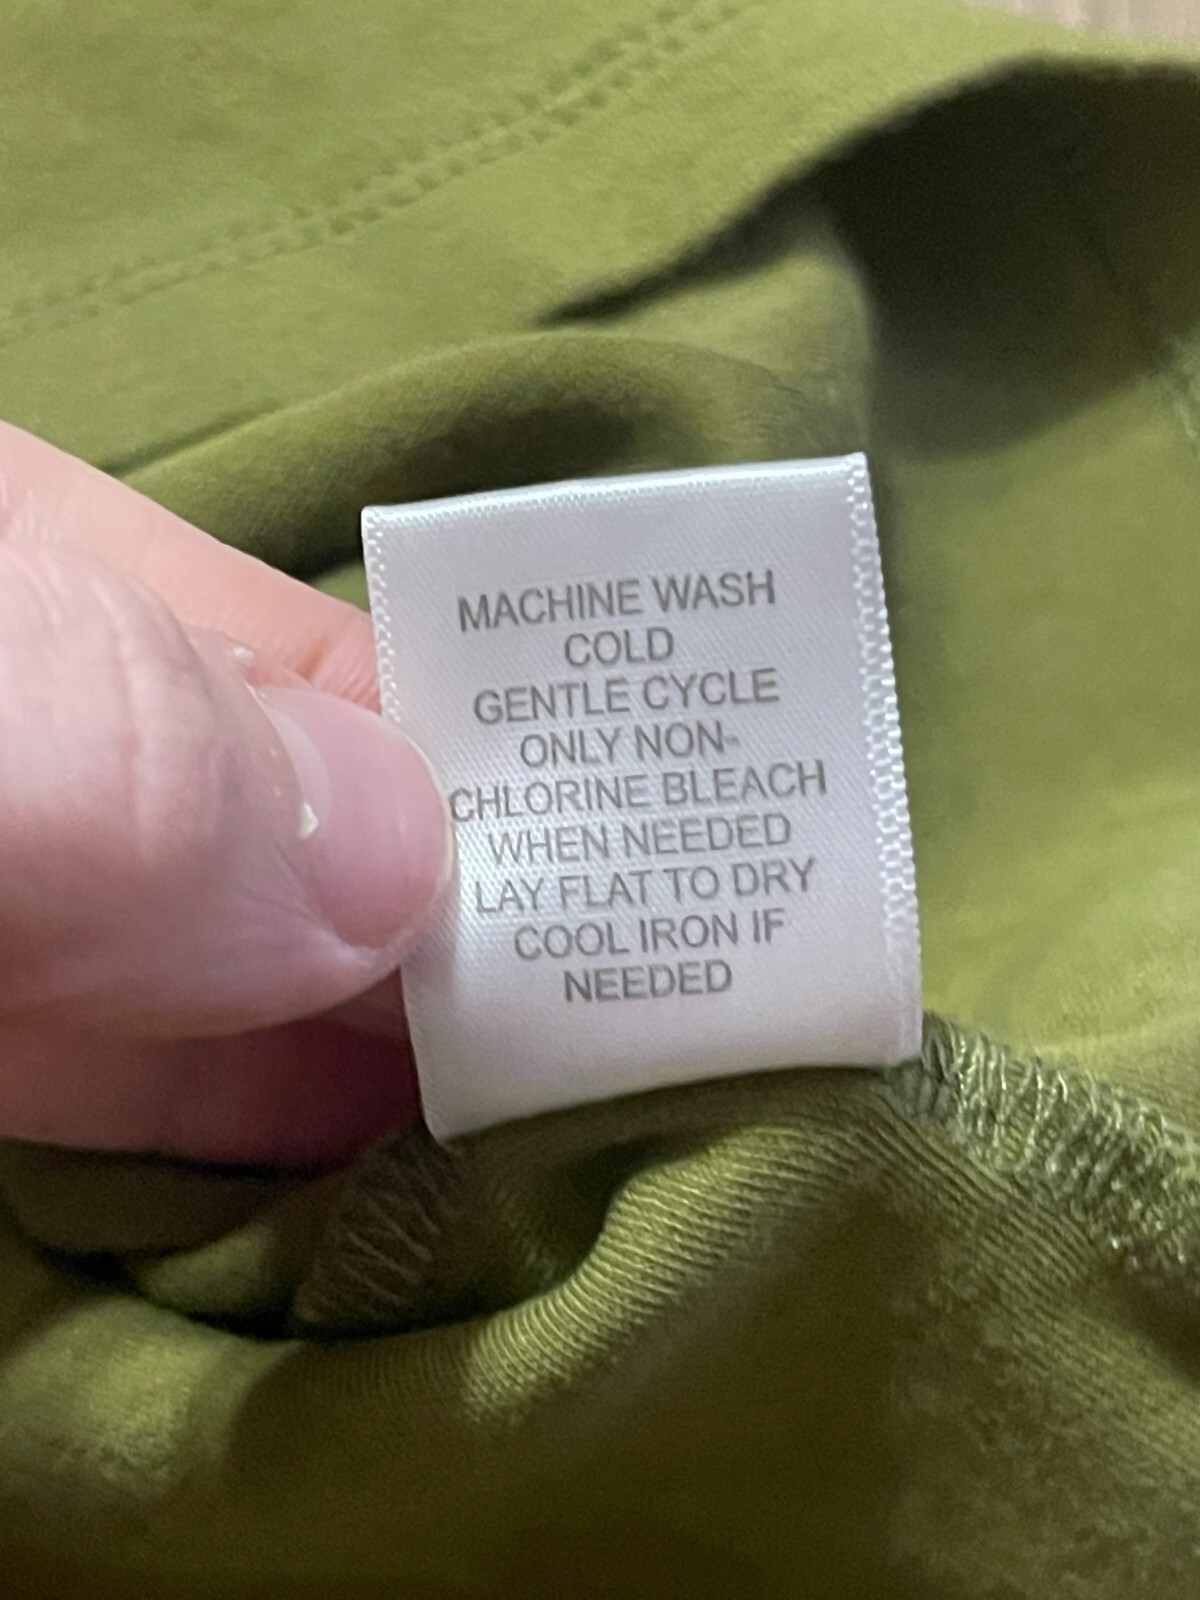 MACHINE WASH
COLD
GENTLE CYCLE
ONLY NON-
CHLORINE BLEACH
WHEN NEEDED
LAY FLAT TO DRY
COOL IRON IF
NEEDED